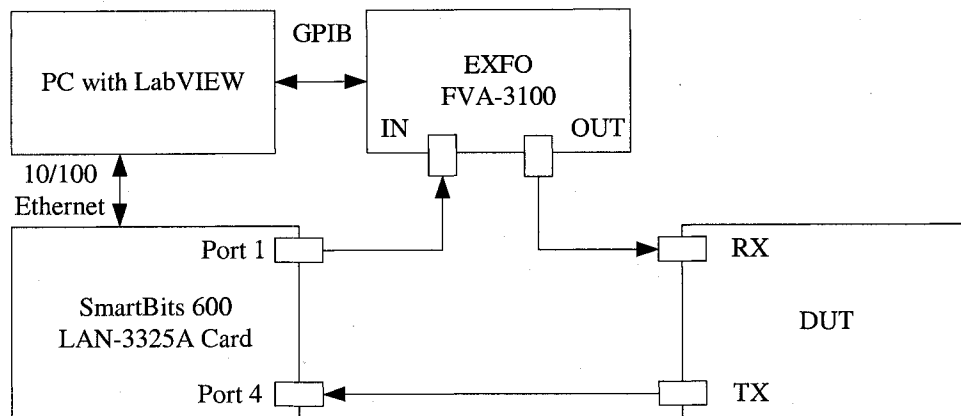 GPIB
PC with LabVIEW
EXFO
FVA-3100
IN
OUT
10/100
Ethernet
Port 1
RX
SmartBits 600
LAN-3325A Card
DUT
Port 4
TX